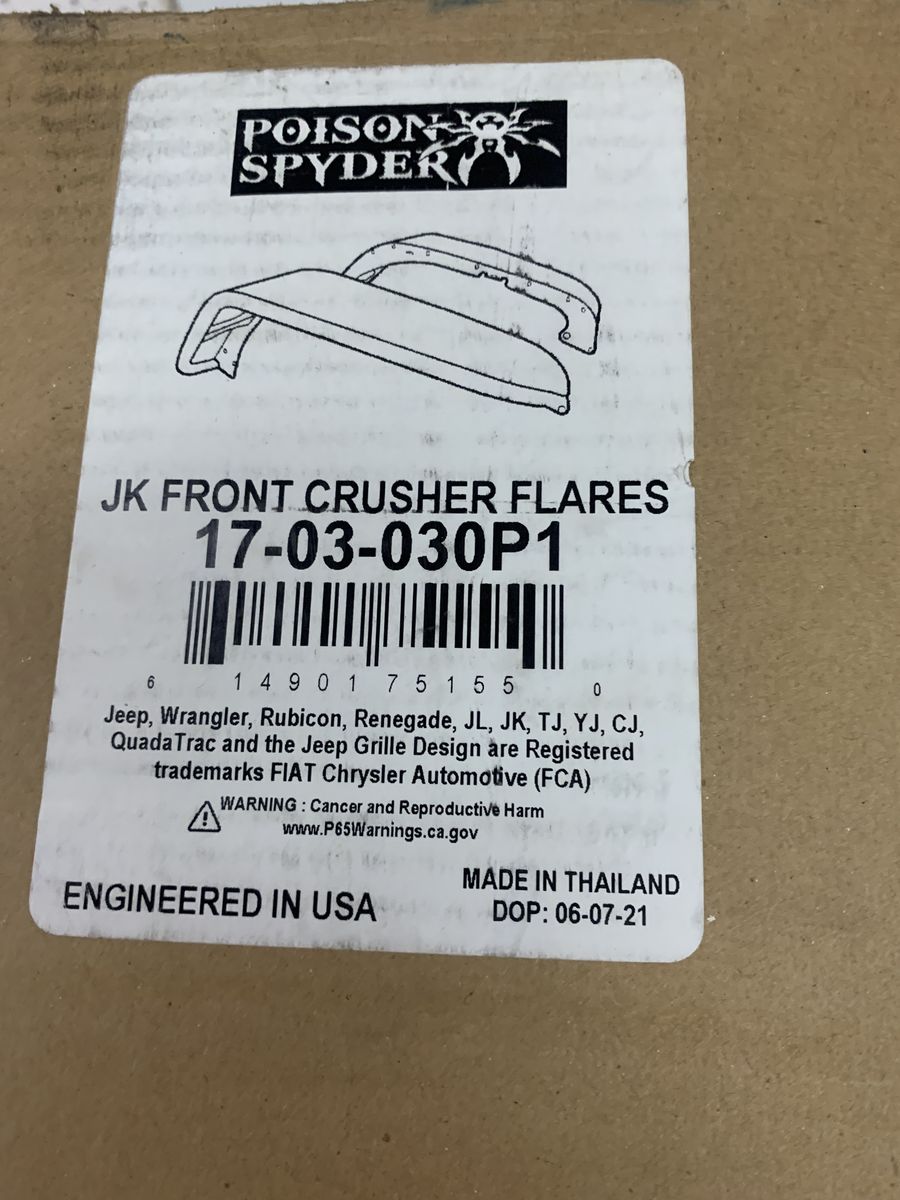 POISON
SPYDER
JK FRONT CRUSHER FLARES
17-03-030P1
6 14901 75155 0
Jeep, Wrangler, Rubicon, Renegade, JL, JK, TJ, YJ, CJ,
QuadaTrac and the Jeep Grille Design are Registered
trademarks FIAT Chrysler Automotive (FCA)
WARNING : Cancer and Reproductive Harm
www.P65Warnings.ca.gov
ENGINEERED IN USA
MADE IN THAILAND
DOP: 06-07-21